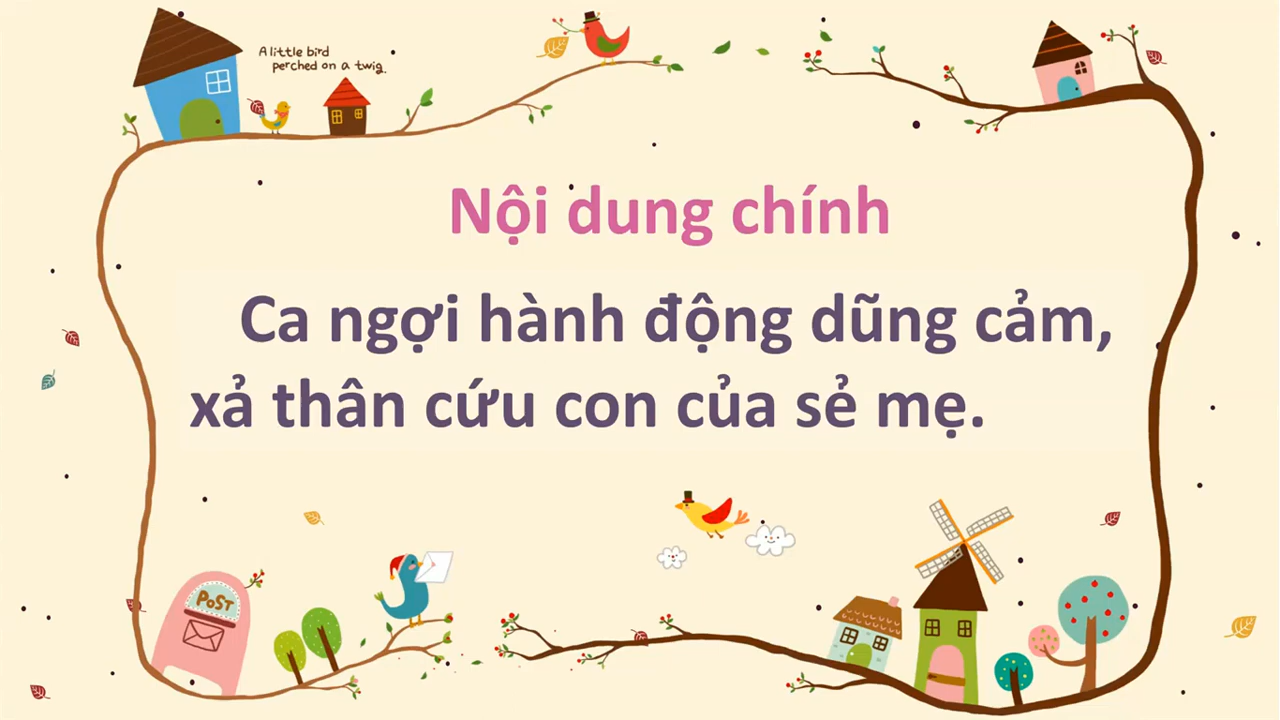 A little bird
perched on a twig.
Nội dung chính
Ca ngợi hành động dũng cảm,
xả thân cứu con của sẻ mẹ.
POST